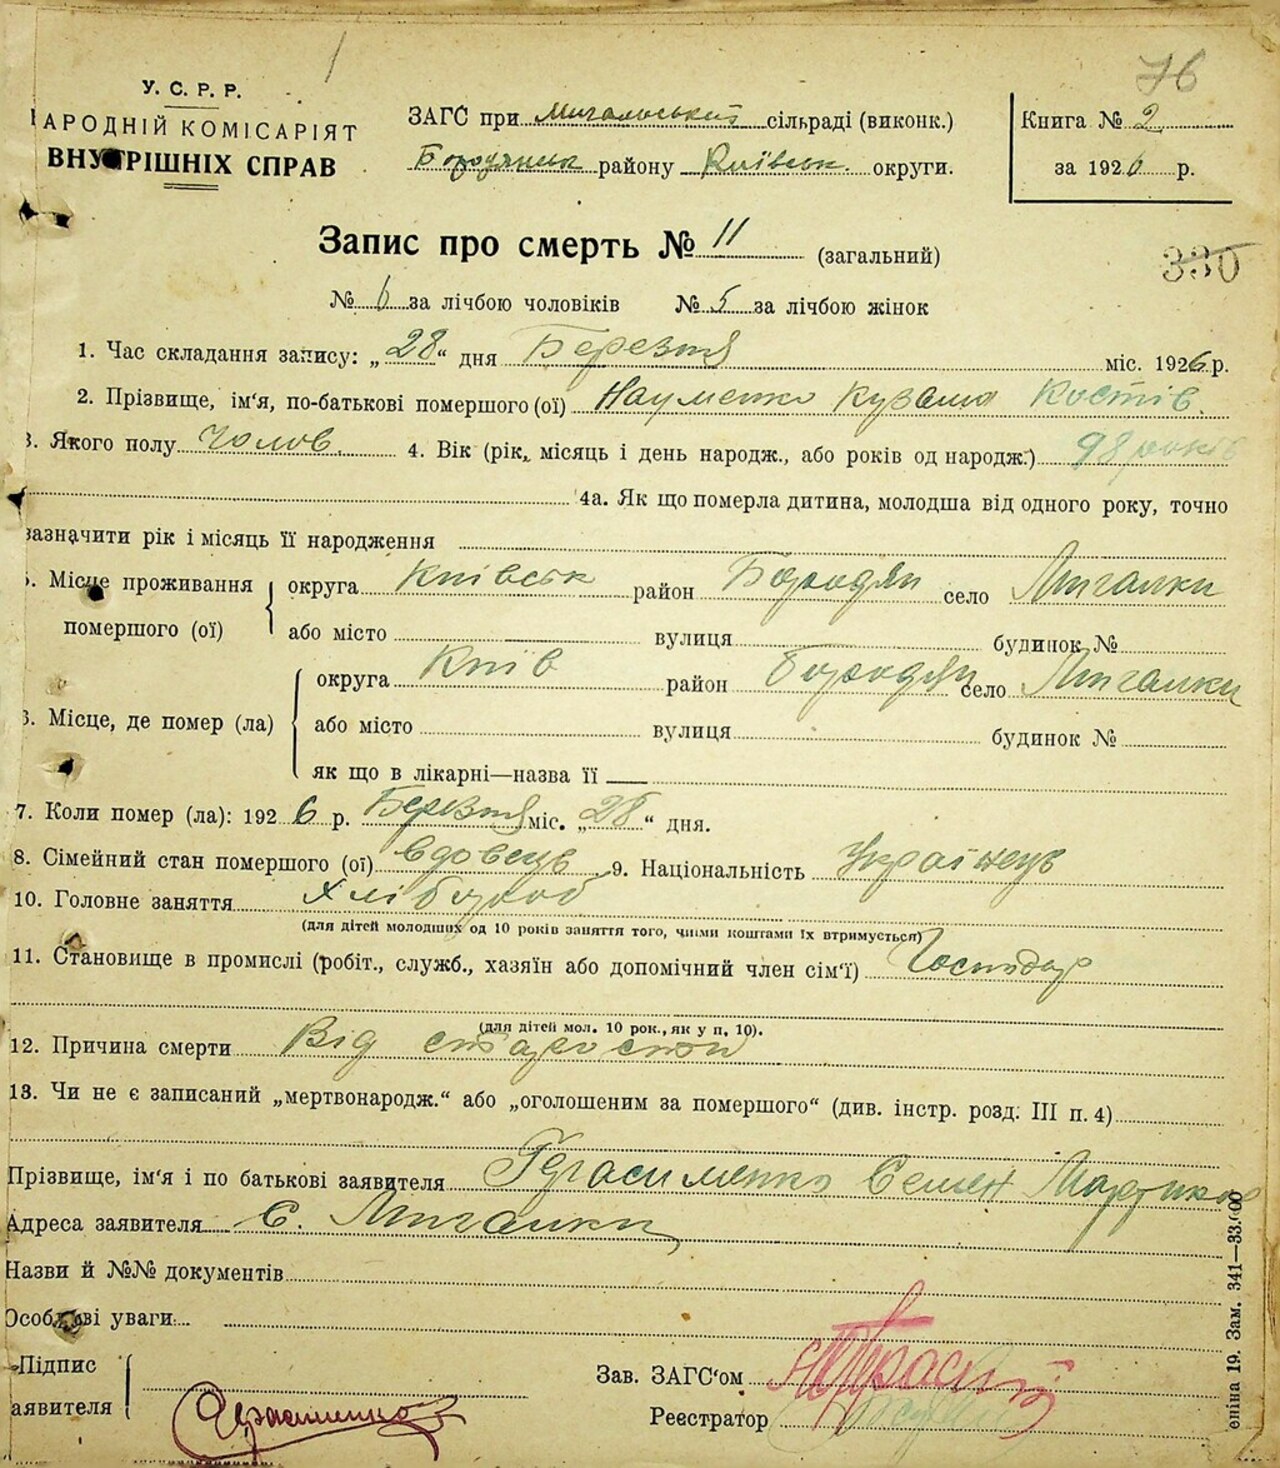 76
У. С. Р. Р.
НАРОДНІЙ КОМІСАРІЯТ
ВНУТРІШНІХ СПРАВ
ЗАГС при Мигальської сільраді (виконк.)
Бородянськ району Київськ. округи.
Книга № 2
за 1926 р.
Запис про смерть № 11 (загальний)
330
№ 6 за лічбою чоловіків № 5 за лічбою жінок
1. Час складання запису: „28“ дня Березня міс. 1926 р.
2. Прізвище, ім'я, по-батькові помершого (ої) Науменко Кузьма Костів.
3. Якого полу Чолов. 4. Вік (рік, місяць і день народж., або років од народж.) 98 років
4а. Як що померла дитина, молодша від одного року, точно
зазначити рік і місяць її народження
5. Місце проживання помершого (ої) округа Київськ район Бородян село Мигалки
або місто вулиця будинок №
6. Місце, де помер (ла) округа Київ район Бородян село Мигалки
або місто вулиця будинок №
як що в лікарні—назва її
7. Коли помер (ла): 1926 р. Березня міс. „28“ дня.
8. Сімейний стан помершого (ої) вдовець 9. Національність Українець
10. Головне заняття Хлібороб
(для дітей молодших од 10 років заняття того, чиїми коштами їх втримується)
11. Становище в промислі (робіт., служб., хазяїн або допомічний член сім'ї) Господар
(для дітей мол. 10 рок., як у п. 10).
12. Причина смерти Від старости
13. Чи не є записаний „мертвонародж.“ або „оголошеним за помершого“ (див. інстр. розд. III п. 4)
Прізвище, ім'я і по батькові заявителя Герасименко Семен
Адреса заявителя С. Мигалки
Назви й №№ документів
Особливі уваги
Підпис заявителя Герасименко
Зав. ЗАГС'ом
Реєстратор
еніна 19. Зам. 341—33.000